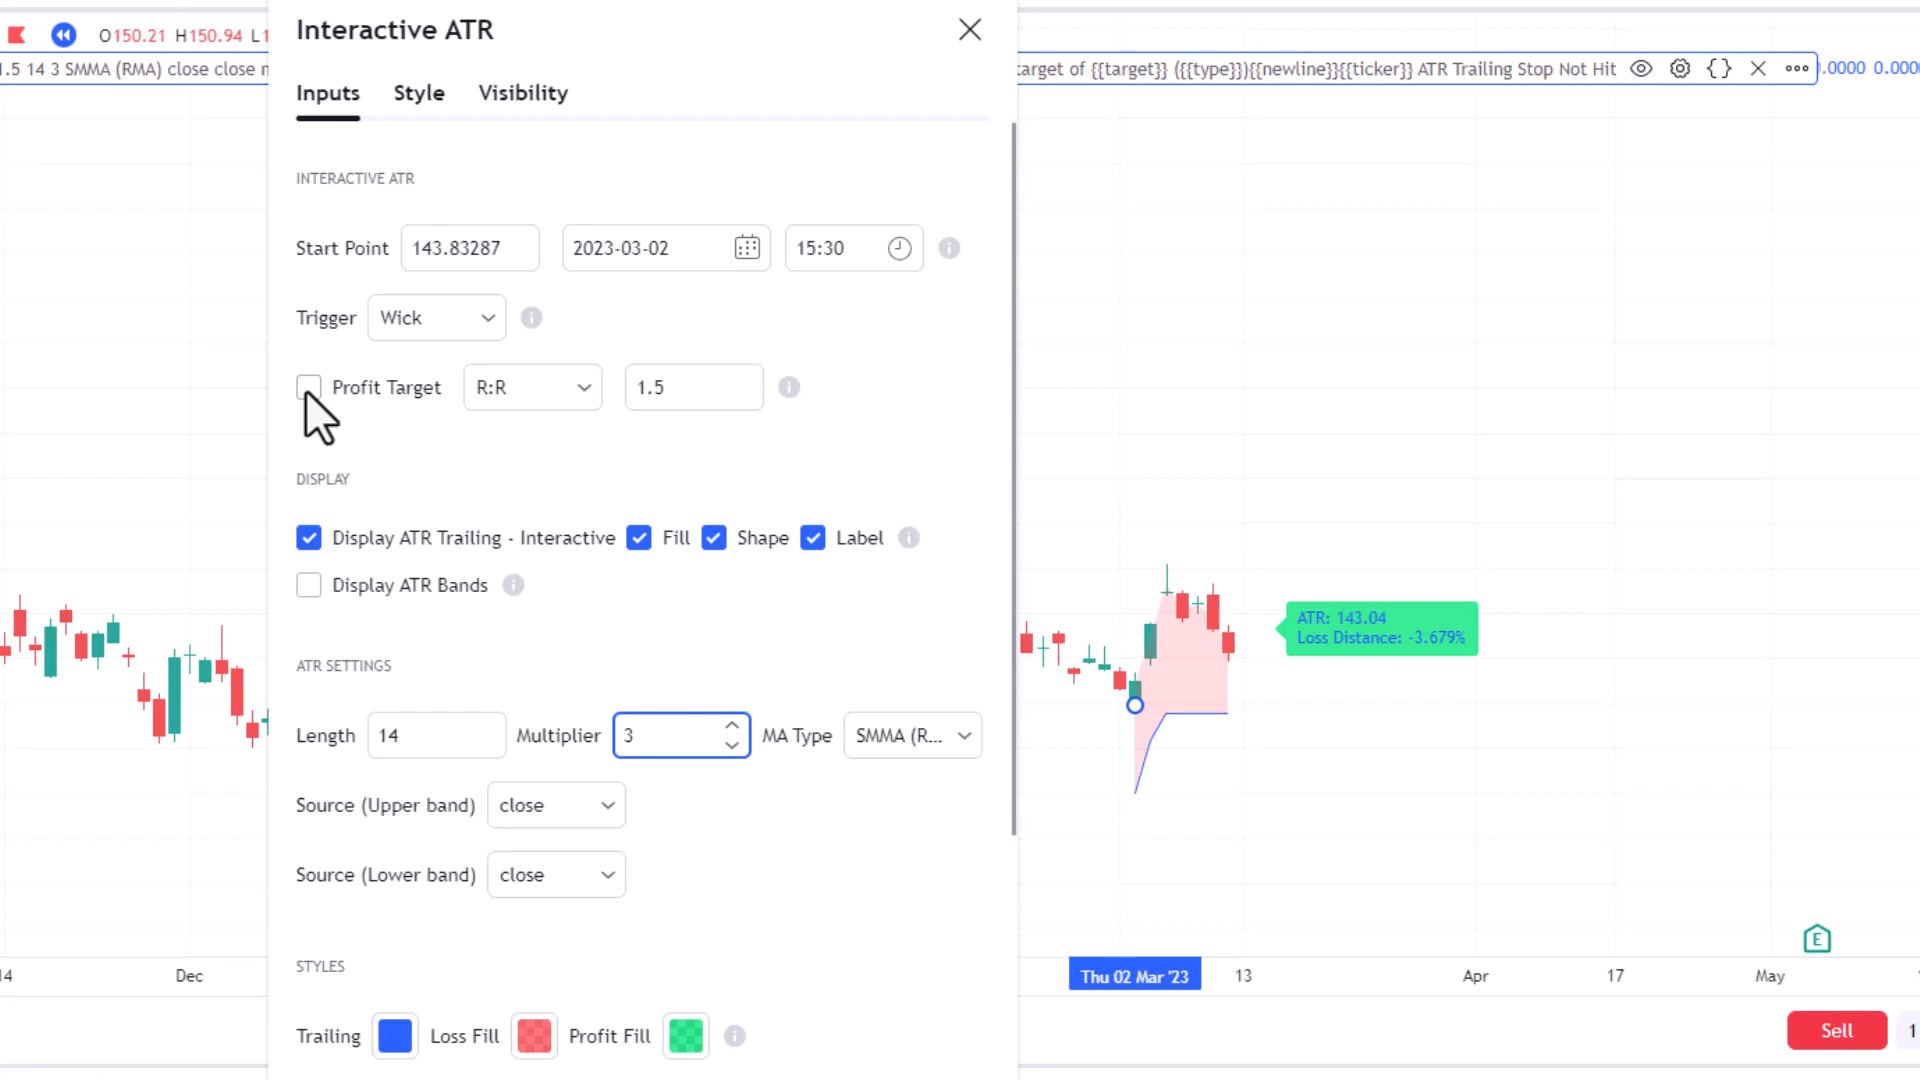 Interactive ATR
O150.21 H150.94 L1
1.5 14 3 SMMA (RMA) close close
target of {{target}} ({{type}}){{newline}}{{ticker}} ATR Trailing Stop Not Hit
.0000 0.000
Inputs Style Visibility
INTERACTIVE ATR
Start Point 143.83287 2023-03-02 15:30
Trigger Wick
Profit Target R:R 1.5
DISPLAY
Display ATR Trailing - Interactive Fill Shape Label
Display ATR Bands
ATR: 143.04
Loss Distance: -3.679%
ATR SETTINGS
Length 14 Multiplier 3 MA Type SMMA (R...
Source (Upper band) close
Source (Lower band) close
E
STYLES
14 Dec Thu 02 Mar '23 13 Apr 17 May
Trailing Loss Fill Profit Fill
Sell 1